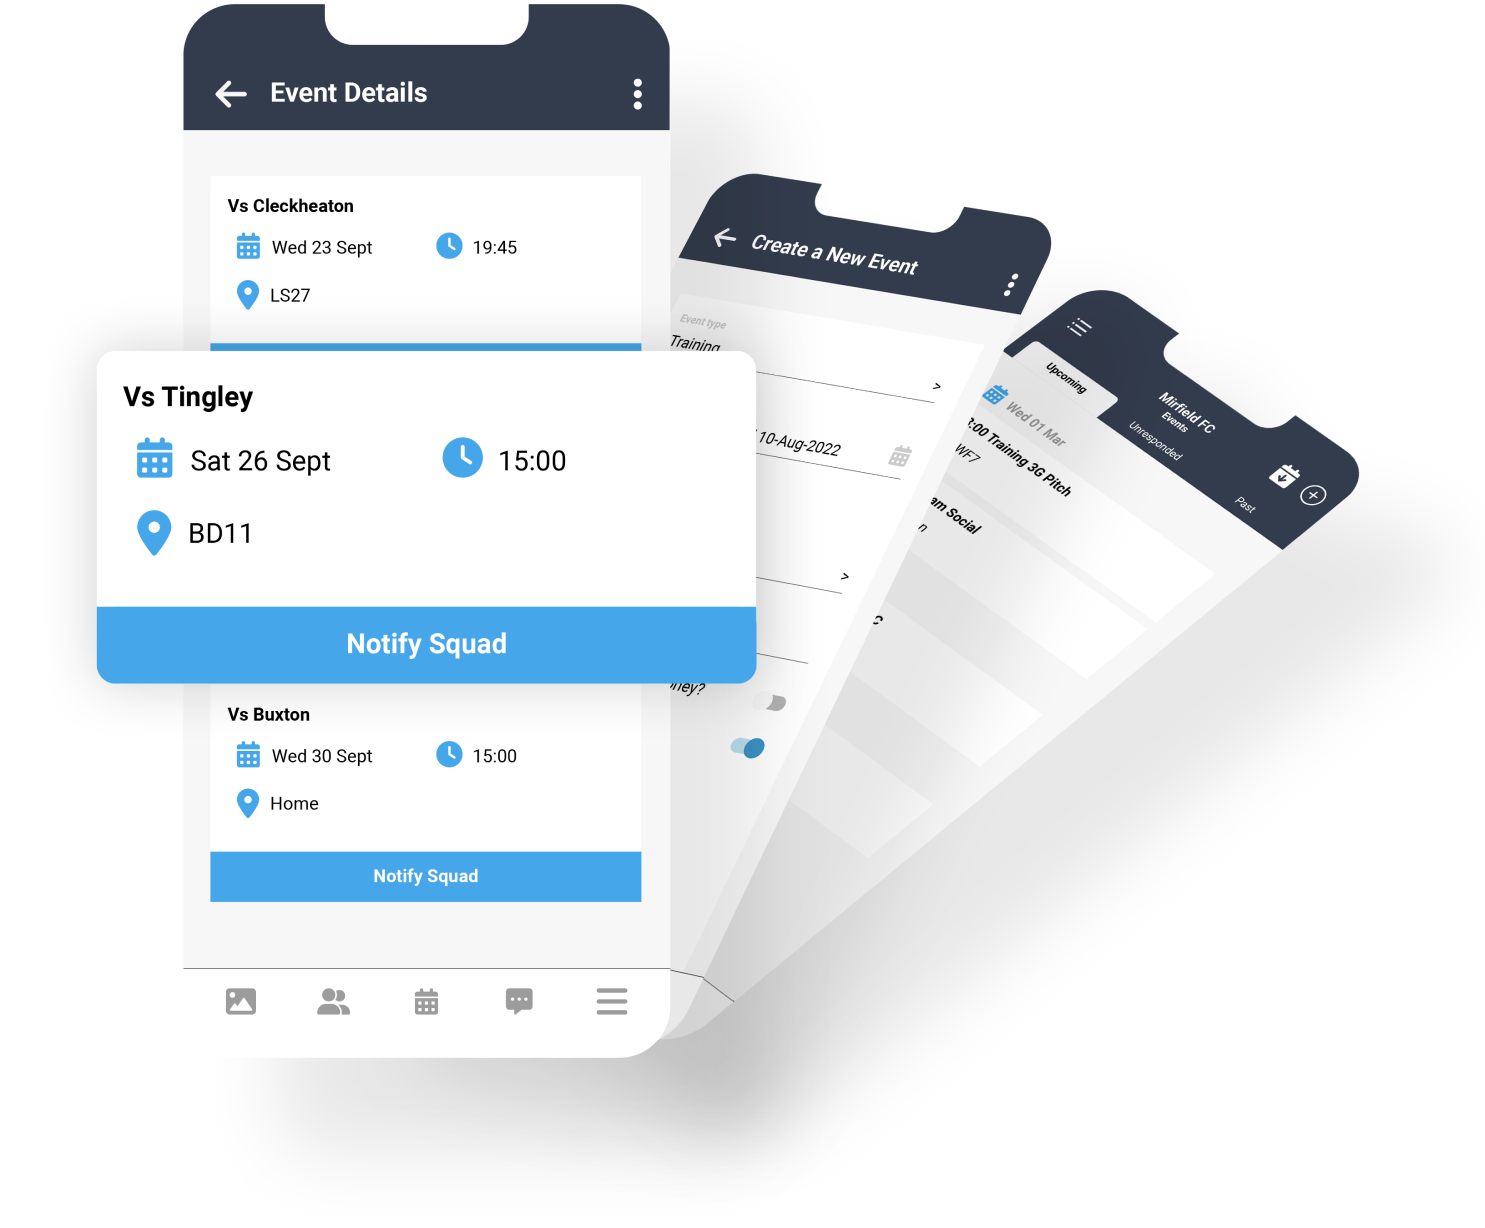 Event Details
Vs Cleckheaton
Wed 23 Sept 19:45
LS27
Vs Tingley
Sat 26 Sept 15:00
BD11
Notify Squad
Vs Buxton
Wed 30 Sept 15:00
Home
Notify Squad
Create a New Event
Event type
Training
10-Aug-2022
Mirfield FC
Events
Upcoming
Unresponded
Past
Wed 01 Mar
:00 Training 3G Pitch
WF7
Social